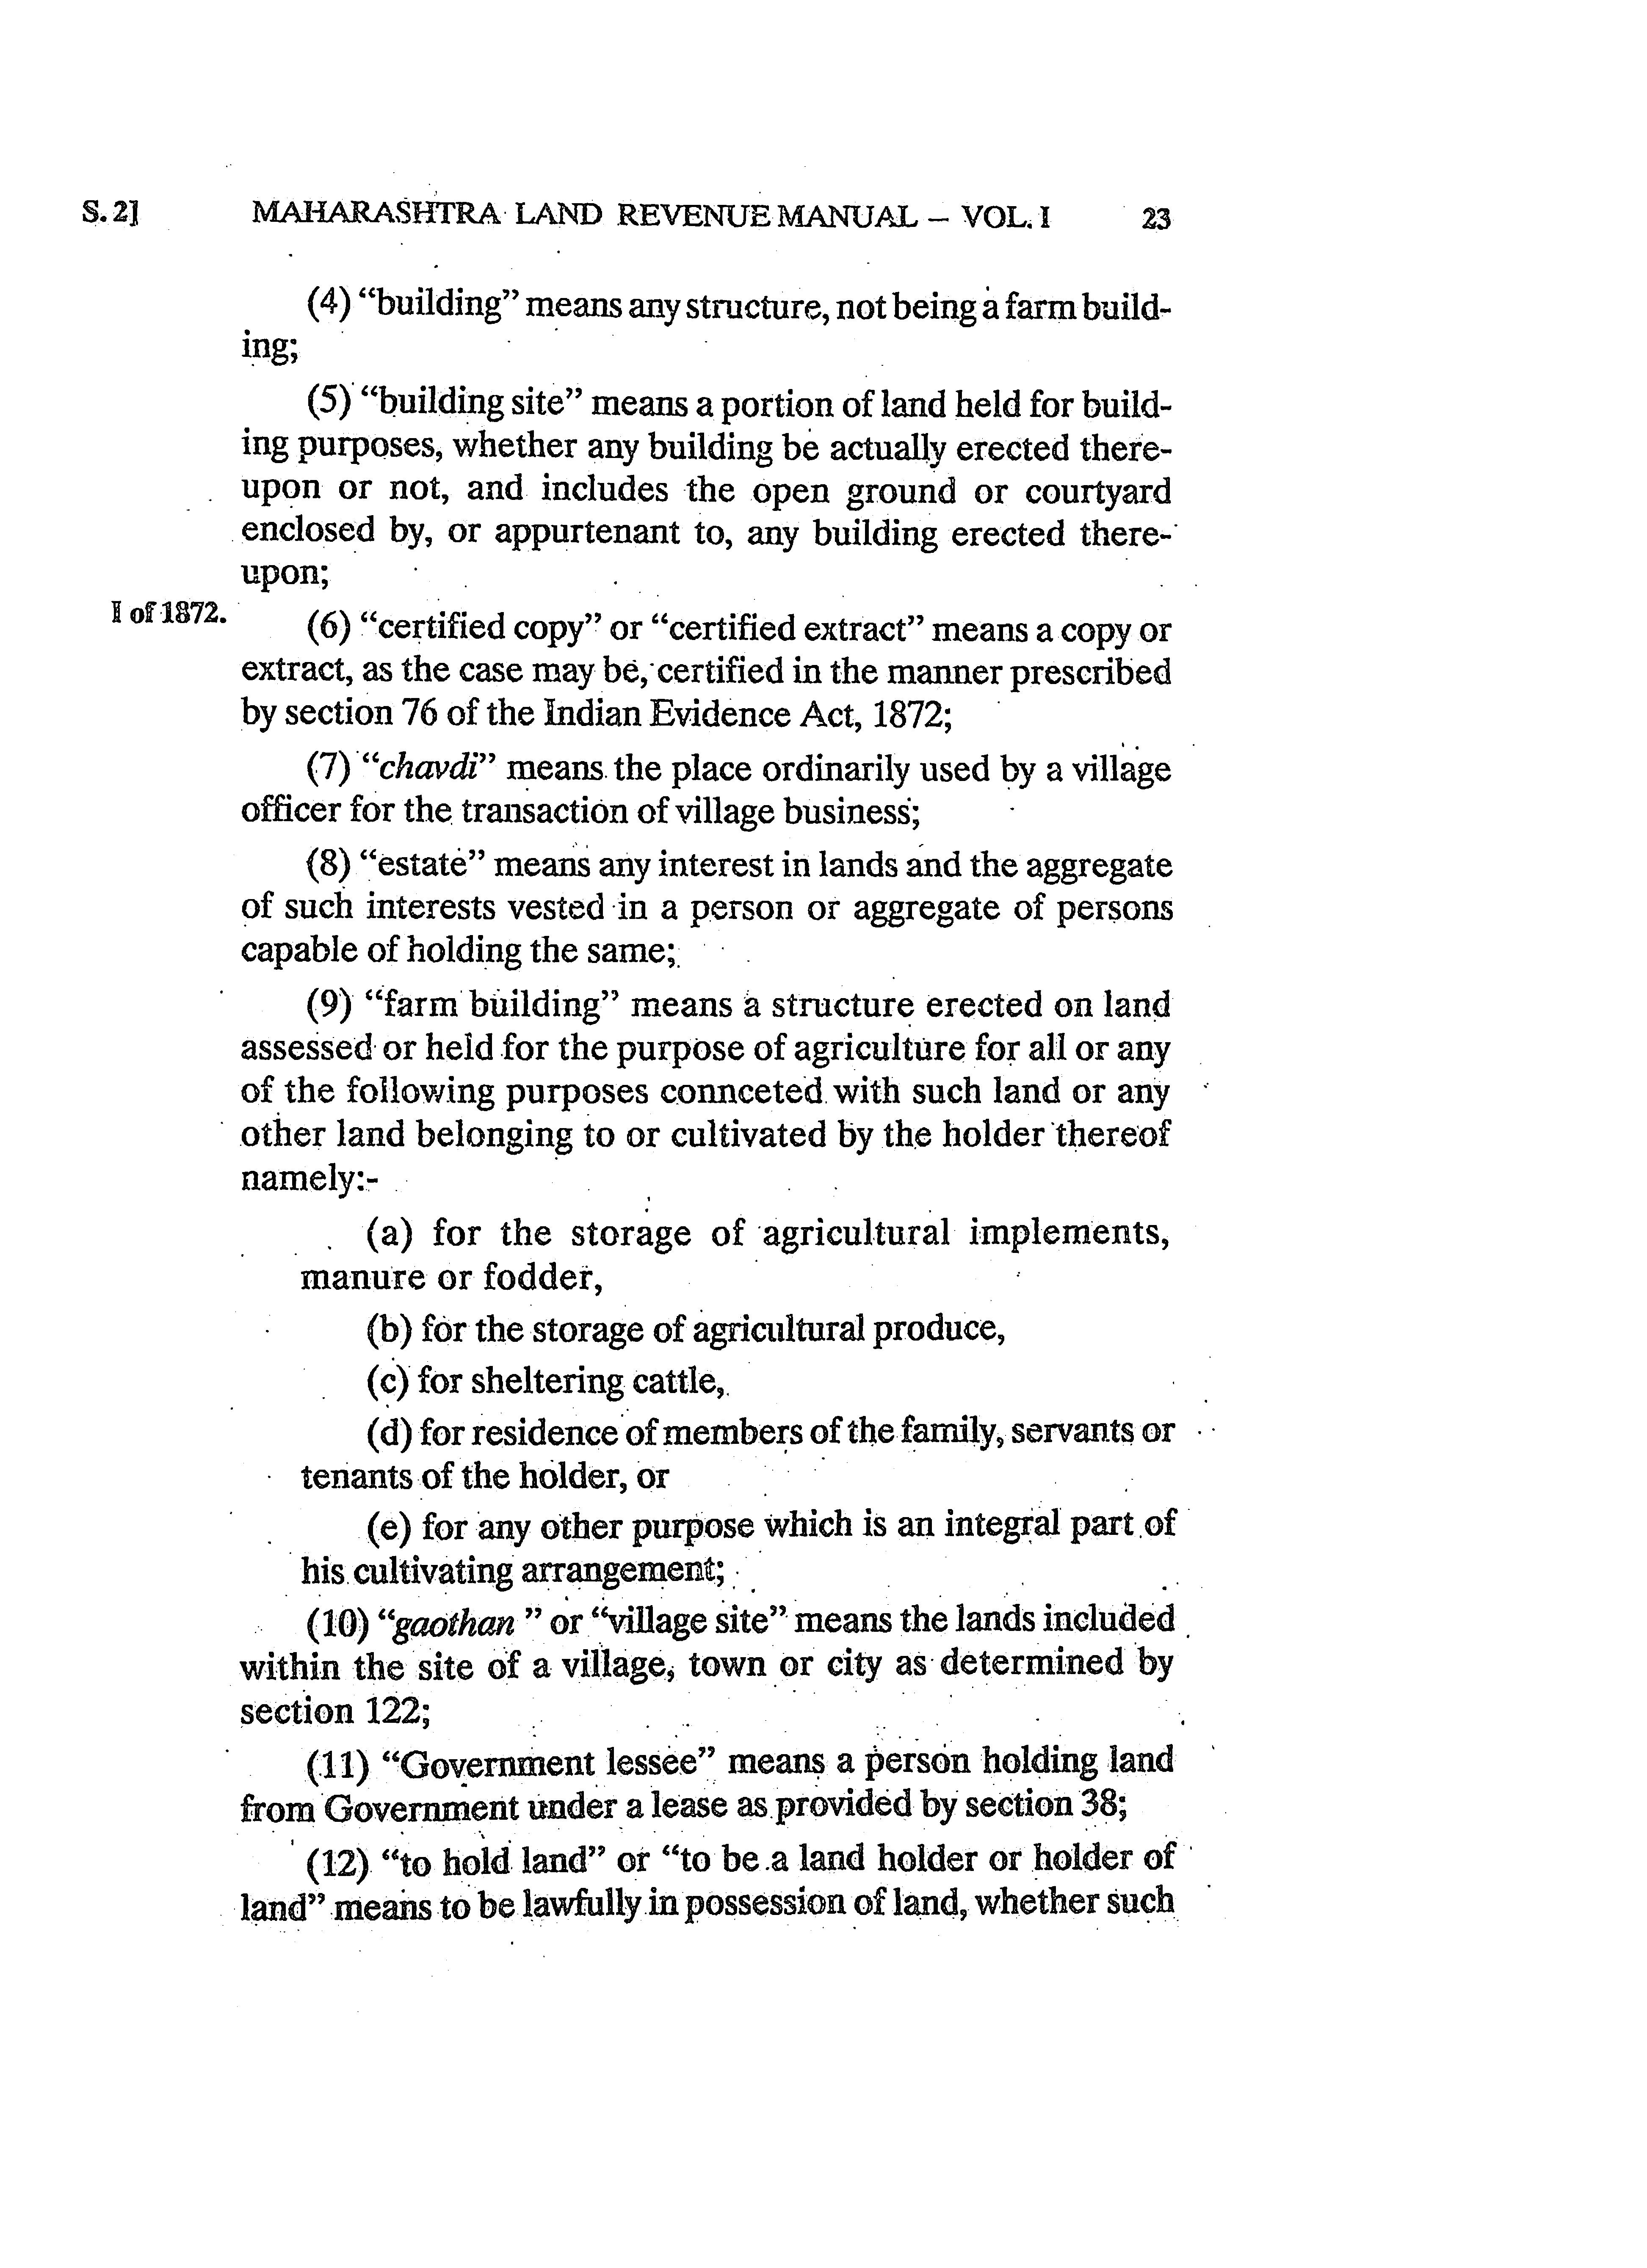 S. 2] MAHARASHTRA LAND REVENUE MANUAL – VOL. I 23
(4) “building” means any structure, not being a farm build-
ing;
(5) “building site” means a portion of land held for build-
ing purposes, whether any building be actually erected there-
upon or not, and includes the open ground or courtyard
enclosed by, or appurtenant to, any building erected there-
upon;
I of 1872.
(6) “certified copy” or “certified extract” means a copy or
extract, as the case may be, certified in the manner prescribed
by section 76 of the Indian Evidence Act, 1872;
(7) “chavdi” means the place ordinarily used by a village
officer for the transaction of village business;
(8) “estate” means any interest in lands and the aggregate
of such interests vested in a person or aggregate of persons
capable of holding the same;
(9) “farm building” means a structure erected on land
assessed or held for the purpose of agriculture for all or any
of the following purposes connceted with such land or any
other land belonging to or cultivated by the holder thereof
namely:-
(a) for the storage of agricultural implements,
manure or fodder,
(b) for the storage of agricultural produce,
(c) for sheltering cattle,
(d) for residence of members of the family, servants or
tenants of the holder, or
(e) for any other purpose which is an integral part of
his cultivating arrangement;
(10) “gaothan ” or “village site” means the lands included
within the site of a village, town or city as determined by
section 122;
(11) “Government lessee” means a person holding land
from Government under a lease as provided by section 38;
(12) “to hold land” or “to be a land holder or holder of
land” means to be lawfully in possession of land, whether such